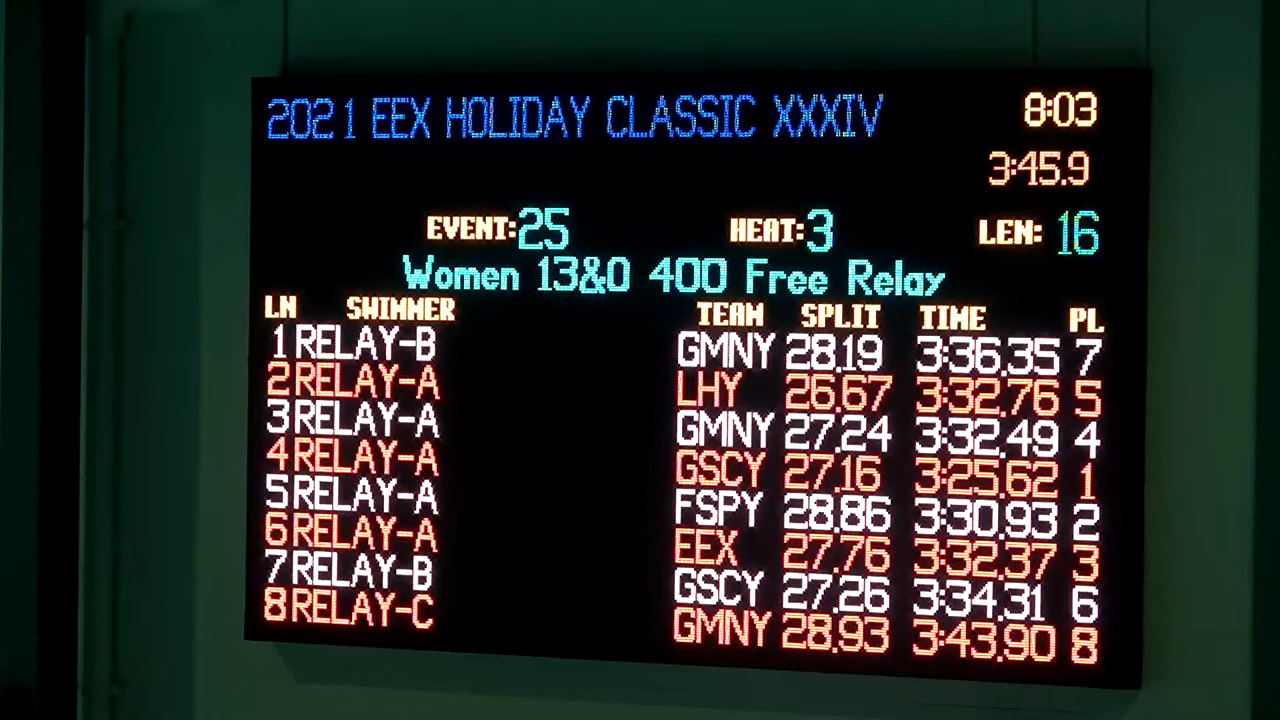 2021 EEX HOLIDAY CLASSIC XXXIV 8:03
3:45.9
EVENT:25 HEAT:3 LEN: 16
Women 13&O 400 Free Relay
LN SWIMMER TEAM SPLIT TIME PL
1 RELAY-B GMNY 28.19 3:36.35 7
2 RELAY-A LHY 26.67 3:32.76 5
3 RELAY-A GMNY 27.24 3:32.49 4
4 RELAY-A GSCY 27.16 3:25.62 1
5 RELAY-A FSPY 28.86 3:30.93 2
6 RELAY-A EEX 27.76 3:32.37 3
7 RELAY-B GSCY 27.26 3:34.31 6
8 RELAY-C GMNY 28.93 3:43.90 8